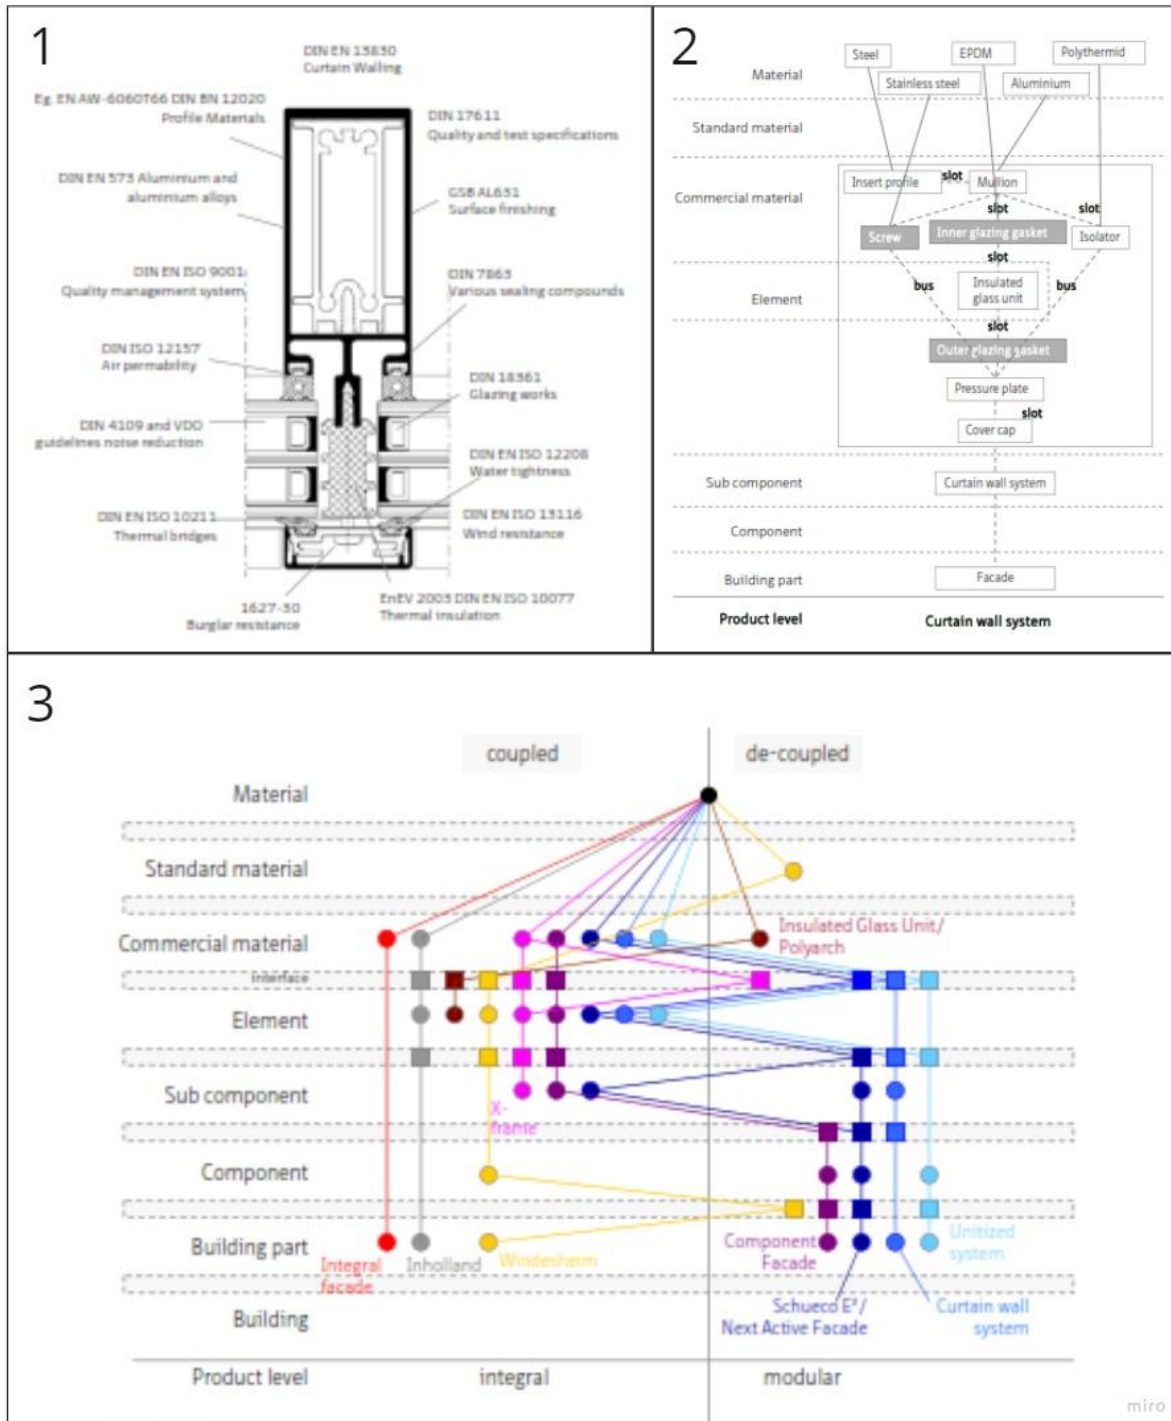 1
DIN EN 13830
Curtain Walling
Eg. EN AW-6060T66 DIN BN 12020
Profile Materials
DIN 17611
Quality and test specifications
DIN EN 573 Aluminium and
aluminium alloys
GSB AL631
Surface finishing
DIN EN ISO 9001
Quality management system
DIN 7863
Various sealing compounds
DIN ISO 12157
Air permability
DIN 18361
Glazing works
DIN 4109 and VDO
guidelines noise reduction
DIN EN ISO 12208
Water tightness
DIN EN ISO 10211
Thermal bridges
DIN EN ISO 13116
Wind resistance
1627-30
Burglar resistance
EnEV 2003 DIN EN ISO 10077
Thermal insulation
2
Steel
EPDM
Polythermid
Material
Stainless steel
Aluminium
Standard material
Commercial material
Insert profile
slot
Mullion
slot
slot
Screw
Inner glazing gasket
Isolator
slot
bus
bus
Element
Insulated
glass unit
slot
Outer glazing gasket
Pressure plate
slot
Cover cap
Sub component
Curtain wall system
Component
Building part
Facade
Product level
Curtain wall system
3
coupled
de-coupled
Material
Standard material
Commercial material
Insulated Glass Unit/
Polyarch
Interface
Element
Sub component
X-
frame
Component
Building part
Integral
facade
Inholland
Windesheim
Component
Facade
Unitized
system
Building
Schueco E²/
Next Active Facade
Curtain wall
system
Product level
integral
modular
miro